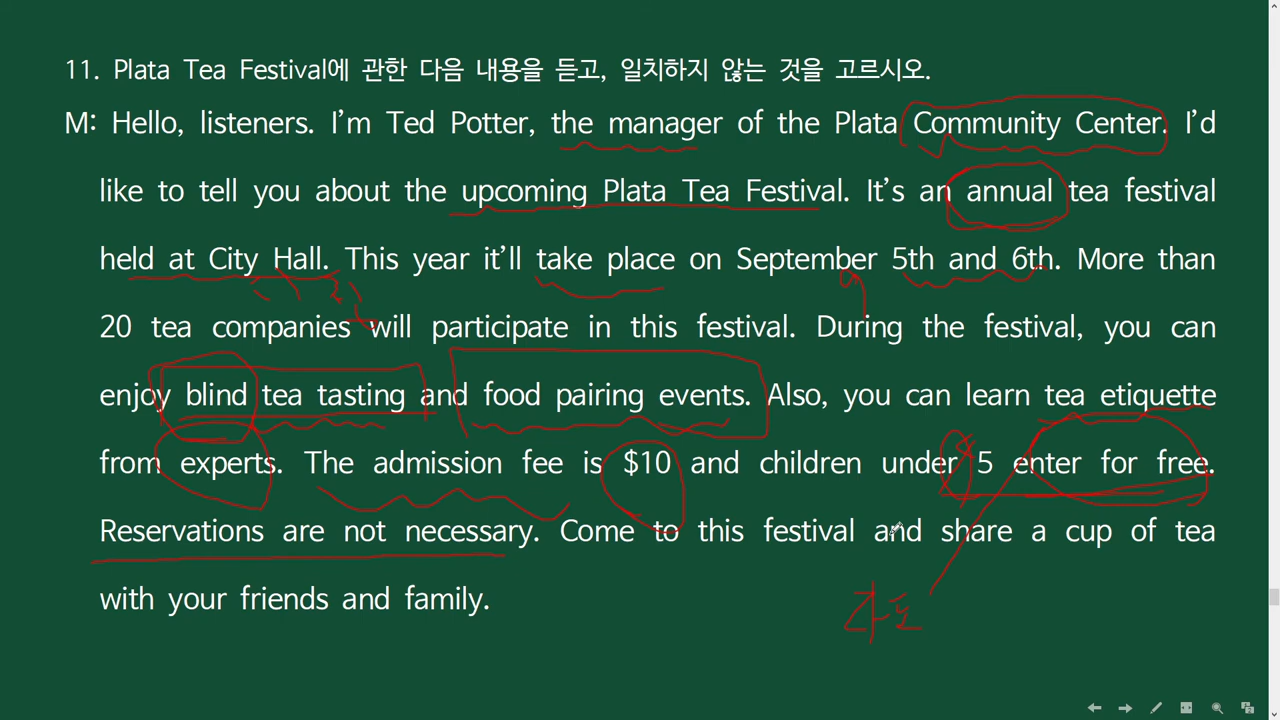 11. Plata Tea Festival에 관한 다음 내용을 듣고, 일치하지 않는 것을 고르시오.
M: Hello, listeners. I’m Ted Potter, the manager of the Plata Community Center. I’d
like to tell you about the upcoming Plata Tea Festival. It’s an annual tea festival
held at City Hall. This year it’ll take place on September 5th and 6th. More than
20 tea companies will participate in this festival. During the festival, you can
enjoy blind tea tasting and food pairing events. Also, you can learn tea etiquette
from experts. The admission fee is $10 and children under 5 enter for free.
Reservations are not necessary. Come to this festival and share a cup of tea
with your friends and family.